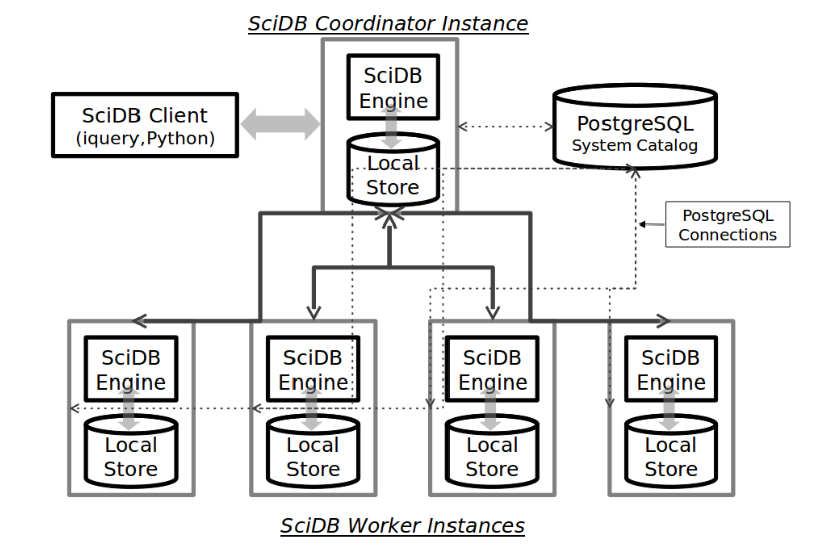 SciDB Coordinator Instance
SciDB
Engine
SciDB Client
(iquery,Python)
PostgreSQL
System Catalog
Local
Store
PostgreSQL
Connections
SciDB
Engine
SciDB
Engine
SciDB
Engine
SciDB
Engine
Local
Store
Local
Store
Local
Store
Local
Store
SciDB Worker Instances